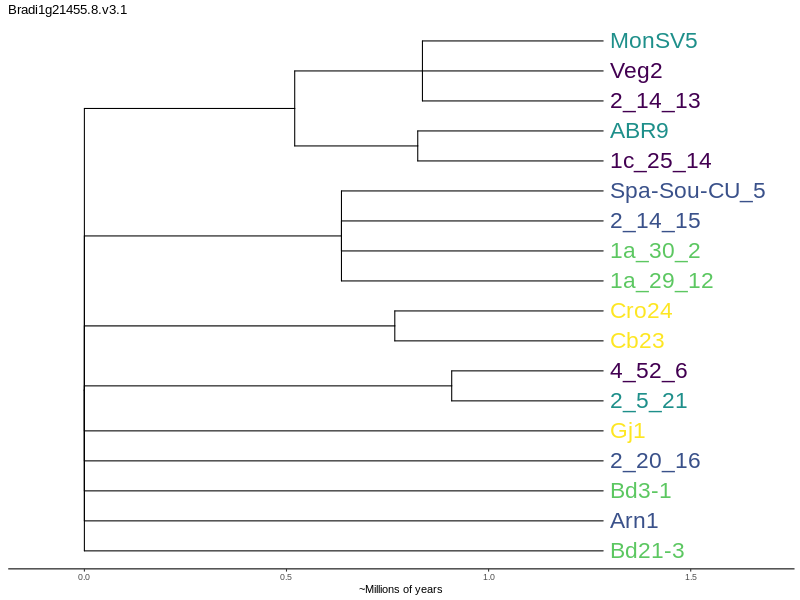 Bradi1g21455.8.v3.1
MonSV5
Veg2
2_14_13
ABR9
1c_25_14
Spa-Sou-CU_5
2_14_15
1a_30_2
1a_29_12
Cro24
Cb23
4_52_6
2_5_21
Gj1
2_20_16
Bd3-1
Arn1
Bd21-3
0.0 0.5 1.0 1.5
~Millions of years